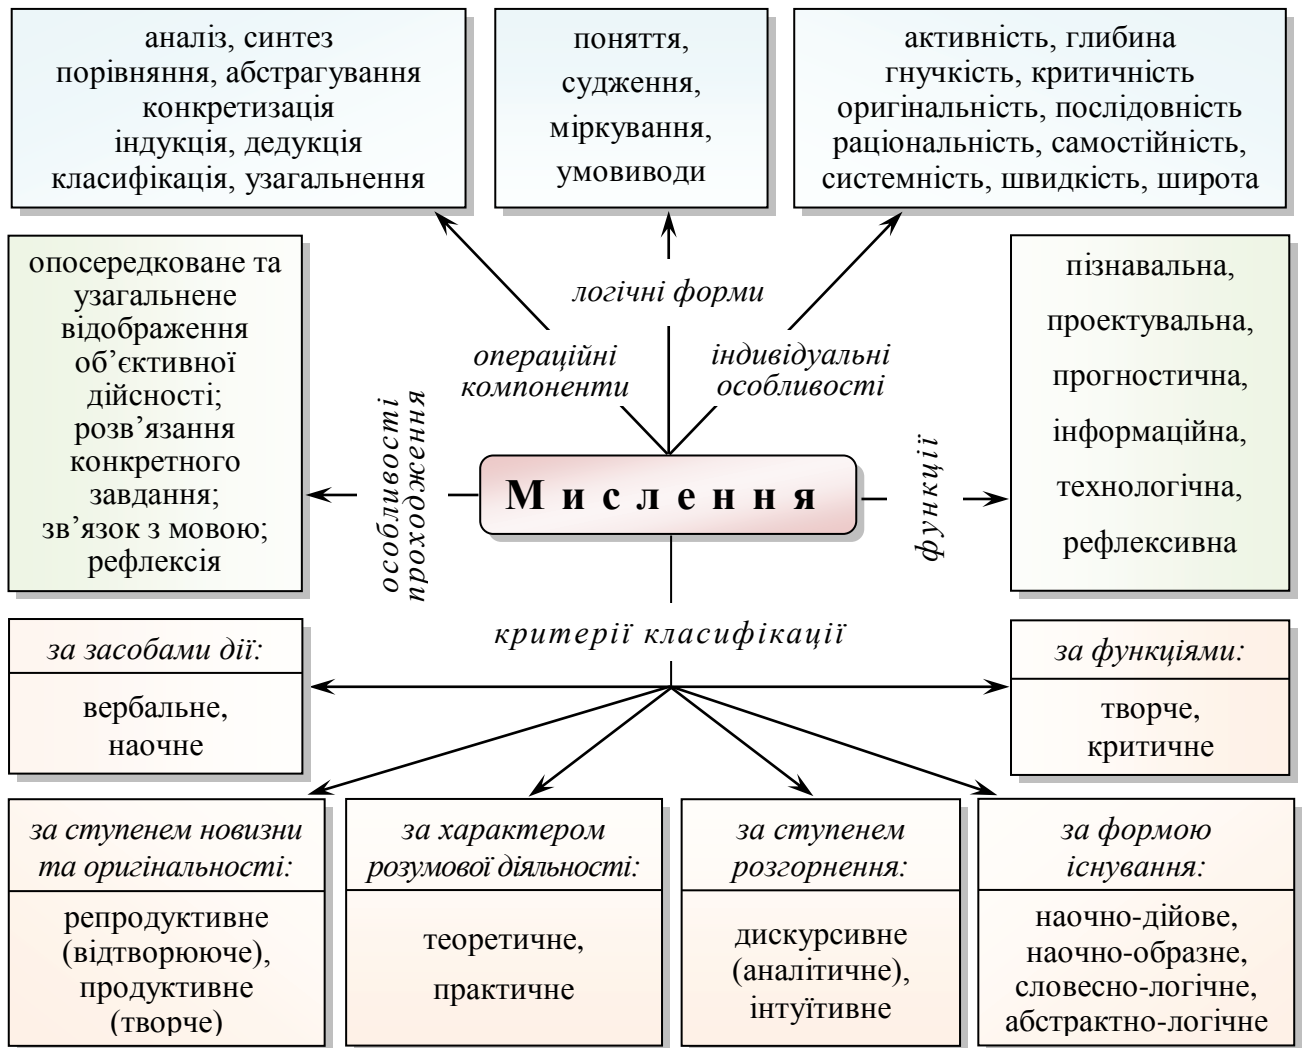 аналіз, синтез
порівняння, абстрагування
конкретизація
індукція, дедукція
класифікація, узагальнення
поняття,
судження,
міркування,
умовиводи
активність, глибина
гнучкість, критичність
оригінальність, послідовність
раціональність, самостійність,
системність, швидкість, широта
операційні
компоненти
логічні форми
індивідуальні
особливості
опосередковане та
узагальнене
відображення
об’єктивної
дійсності;
розв’язання
конкретного
завдання;
зв’язок з мовою;
рефлексія
особливості
проходження
Мислення
функції
пізнавальна,
проектувальна,
прогностична,
інформаційна,
технологічна,
рефлексивна
критерії класифікації
за засобами дії:
вербальне,
наочне
за функціями:
творче,
критичне
за ступенем новизни
та оригінальності:
репродуктивне
(відтворююче),
продуктивне
(творче)
за характером
розумової діяльності:
теоретичне,
практичне
за ступенем
розгорнення:
дискурсивне
(аналітичне),
інтуїтивне
за формою
існування:
наочно-дійове,
наочно-образне,
словесно-логічне,
абстрактно-логічне